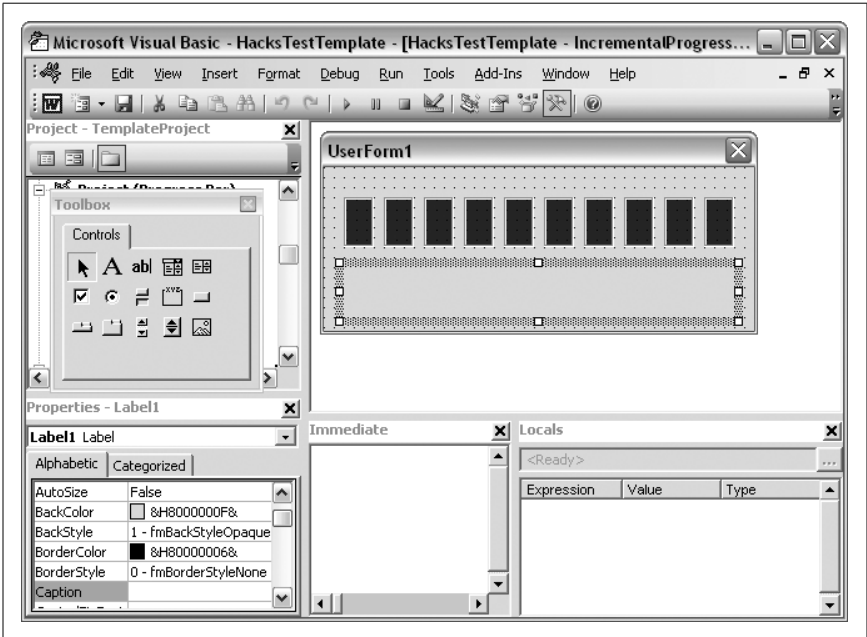 Microsoft Visual Basic - HacksTestTemplate - [HacksTestTemplate - IncrementalProgress...
File Edit View Insert Format Debug Run Tools Add-Ins Window Help
Project - TemplateProject
Toolbox
Controls
A ab|
xyz
UserForm1
Properties - Label1
Label1 Label
Alphabetic Categorized
AutoSize False
BackColor &H8000000F&
BackStyle 1 - fmBackStyleOpaque
BorderColor &H80000006&
BorderStyle 0 - fmBorderStyleNone
Caption
Immediate
Locals
<Ready>
...
Expression Value Type